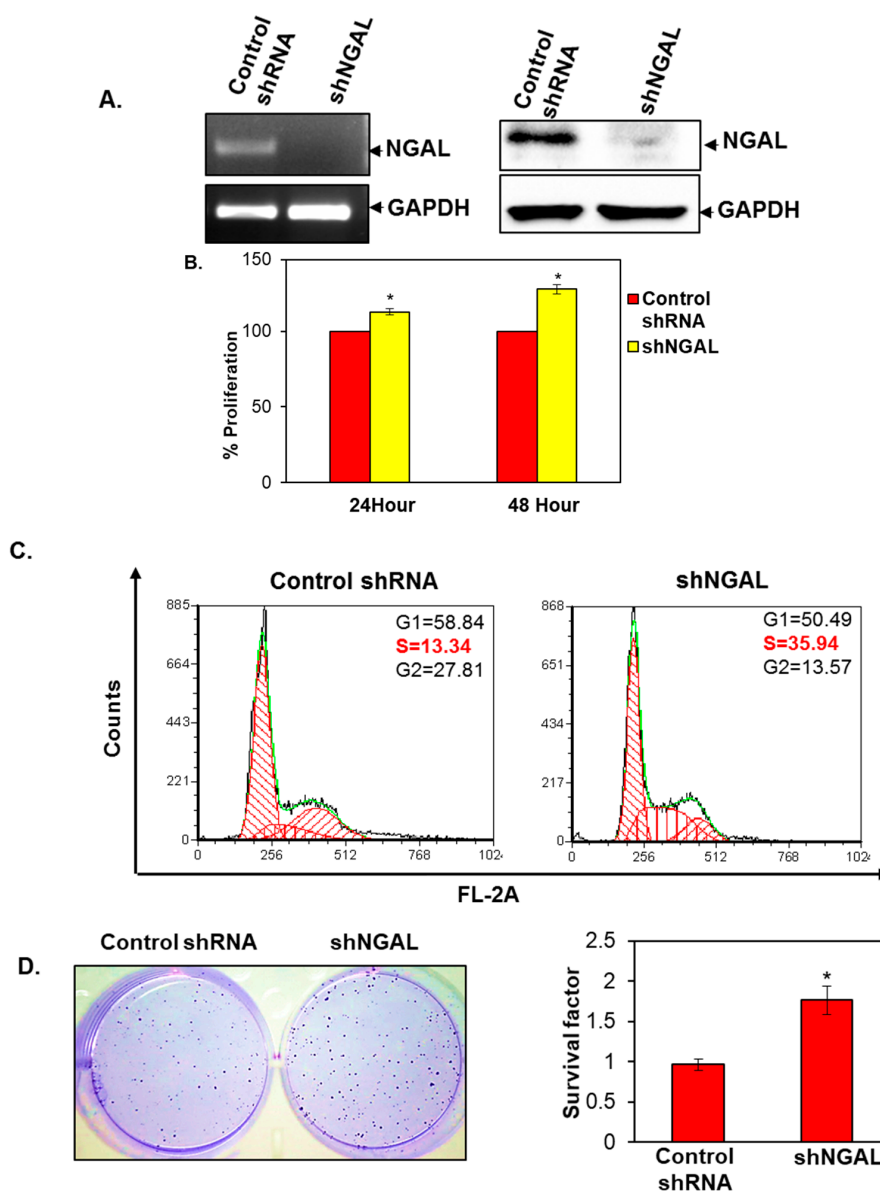 A.
Control shRNA
shNGAL
Control shRNA
shNGAL
NGAL
GAPDH
NGAL
GAPDH
B.
% Proliferation
150
100
50
0
*
*
24Hour
48 Hour
Control
shRNA
shNGAL
C.
Control shRNA
shNGAL
Counts
885
664
443
221
0
0
256
512
768
1024
G1=58.84
S=13.34
G2=27.81
868
651
434
217
0
0
256
512
768
1024
G1=50.49
S=35.94
G2=13.57
FL-2A
D.
Control shRNA
shNGAL
Survival factor
2.5
2
1.5
1
0.5
0
*
Control
shRNA
shNGAL